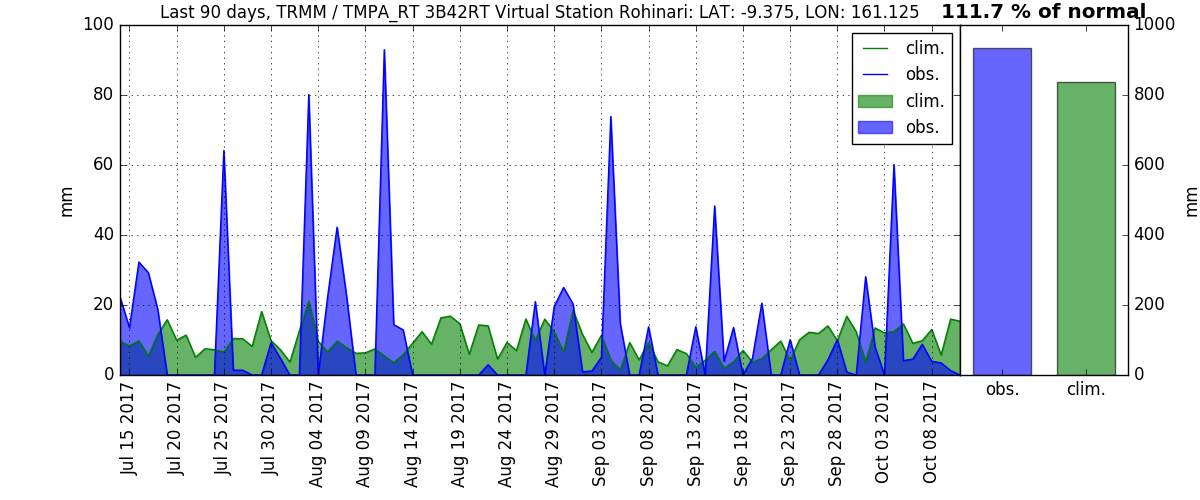 Last 90 days, TRMM / TMPA_RT 3B42RT Virtual Station Rohinari: LAT: -9.375, LON: 161.125
111.7 % of normal
100
80
60
40
20
0
mm
clim.
obs.
clim.
obs.
1000
800
600
400
200
0
mm
obs.
clim.
Jul 15 2017
Jul 20 2017
Jul 25 2017
Jul 30 2017
Aug 04 2017
Aug 09 2017
Aug 14 2017
Aug 19 2017
Aug 24 2017
Aug 29 2017
Sep 03 2017
Sep 08 2017
Sep 13 2017
Sep 18 2017
Sep 23 2017
Sep 28 2017
Oct 03 2017
Oct 08 2017